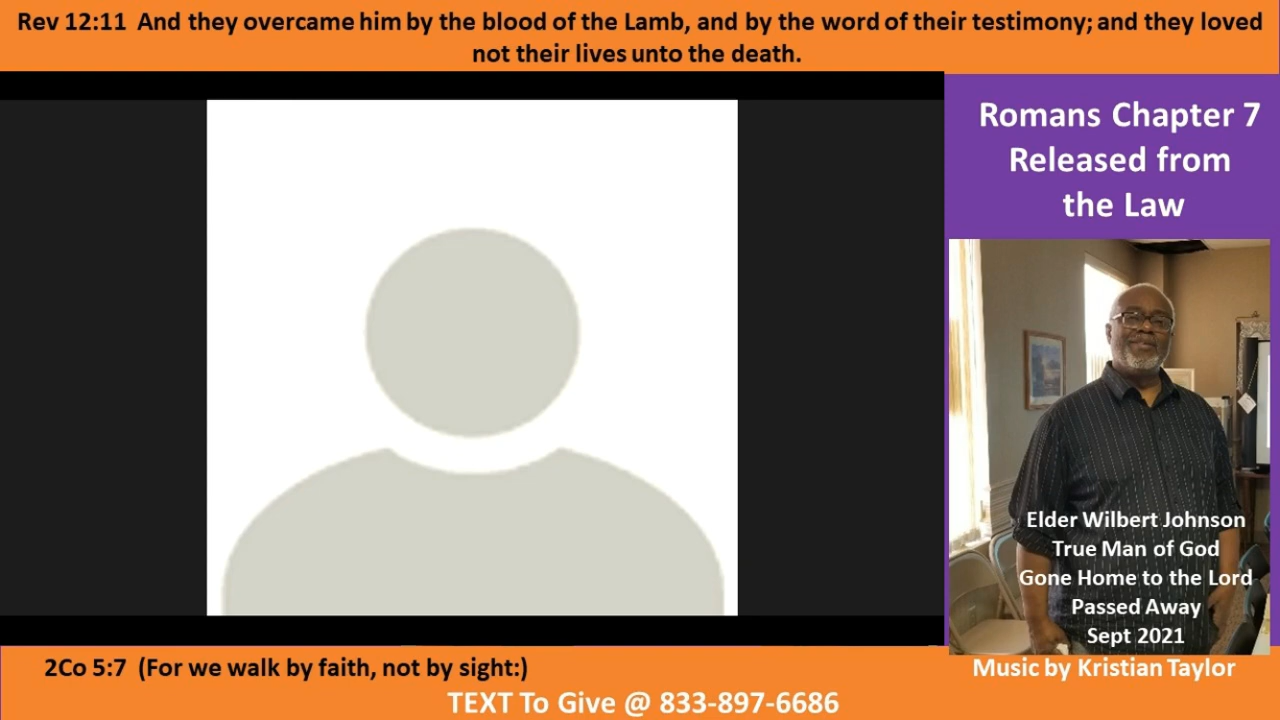 Rev 12:11  And they overcame him by the blood of the Lamb, and by the word of their testimony; and they loved
not their lives unto the death.
Romans Chapter 7
Released from
the Law
Elder Wilbert Johnson
True Man of God
Gone Home to the Lord
Passed Away
Sept 2021
2Co 5:7  (For we walk by faith, not by sight:)
Music by Kristian Taylor
TEXT To Give @ 833-897-6686